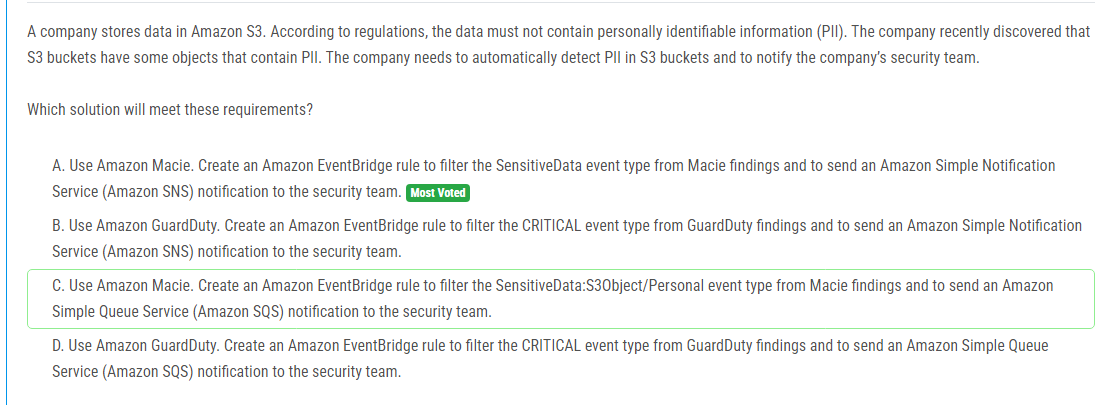 A company stores data in Amazon S3. According to regulations, the data must not contain personally identifiable information (PII). The company recently discovered that
S3 buckets have some objects that contain PII. The company needs to automatically detect PII in S3 buckets and to notify the company's security team.
Which solution will meet these requirements?
A. Use Amazon Macie. Create an Amazon EventBridge rule to filter the SensitiveData event type from Macie findings and to send an Amazon Simple Notification
Service (Amazon SNS) notification to the security team. Most Voted
B. Use Amazon GuardDuty. Create an Amazon EventBridge rule to filter the CRITICAL event type from GuardDuty findings and to send an Amazon Simple Notification
Service (Amazon SNS) notification to the security team.
C. Use Amazon Macie. Create an Amazon EventBridge rule to filter the SensitiveData:S3Object/Personal event type from Macie findings and to send an Amazon
Simple Queue Service (Amazon SQS) notification to the security team.
D. Use Amazon GuardDuty. Create an Amazon EventBridge rule to filter the CRITICAL event type from GuardDuty findings and to send an Amazon Simple Queue
Service (Amazon SQS) notification to the security team.